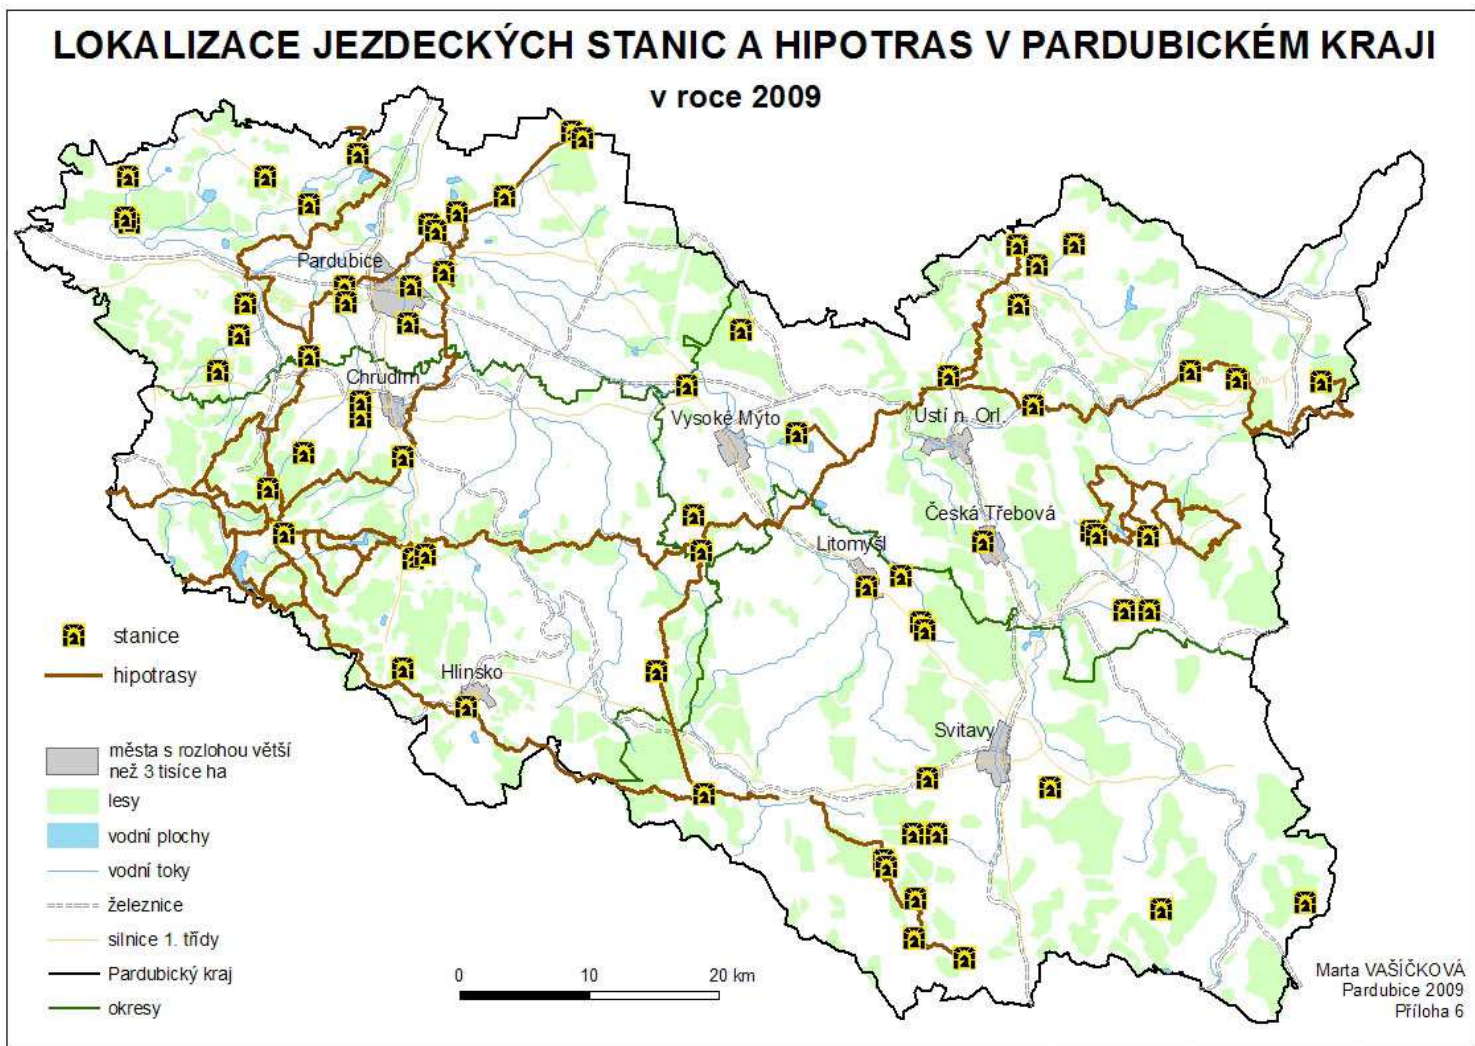 LOKALIZACE JEZDECKÝCH STANIC A HIPOTRAS V PARDUBICKÉM KRAJI
v roce 2009
Pardubice
Chrudim
Vysoké Mýto
Ústí n. Orl.
Česká Třebová
Litomyšl
Hlinsko
Svitavy
stanice
hipotrasy
města s rozlohou větší
než 3 tisíce ha
lesy
vodní plochy
vodní toky
železnice
silnice 1. třídy
Pardubický kraj
okresy
0 10 20 km
Marta VAŠÍČKOVÁ
Pardubice 2009
Příloha 6